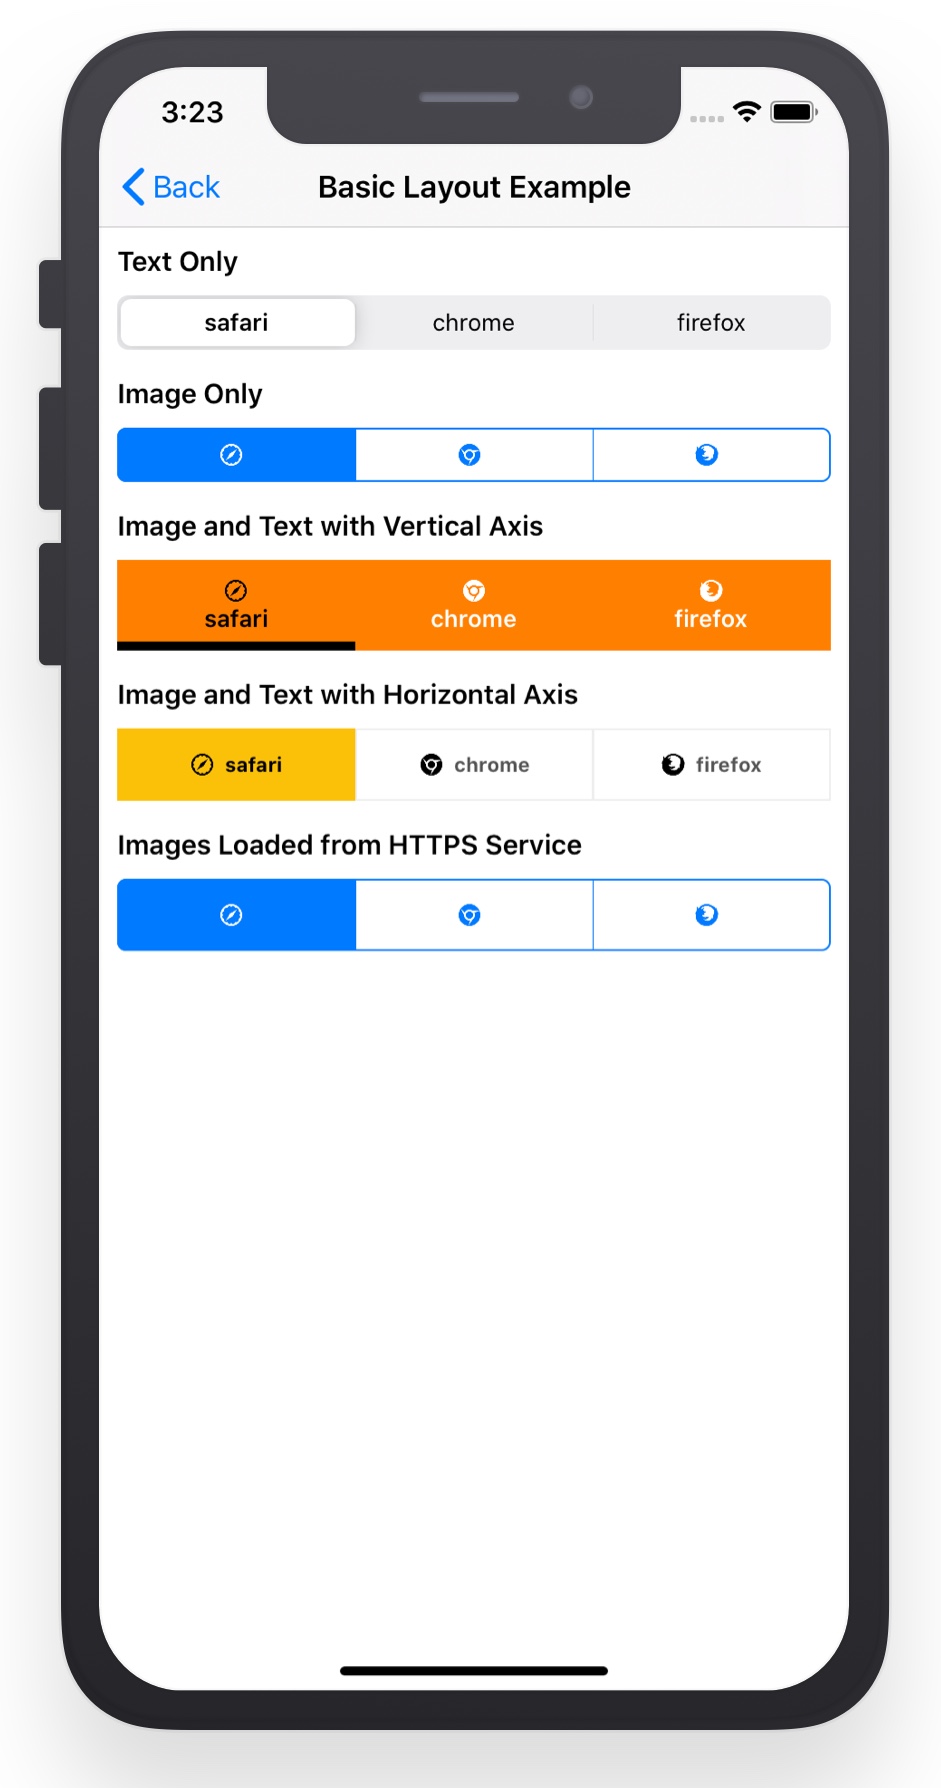 3:23
Back
Basic Layout Example
Text Only
safari chrome firefox
Image Only
Image and Text with Vertical Axis
safari chrome firefox
Image and Text with Horizontal Axis
safari chrome firefox
Images Loaded from HTTPS Service